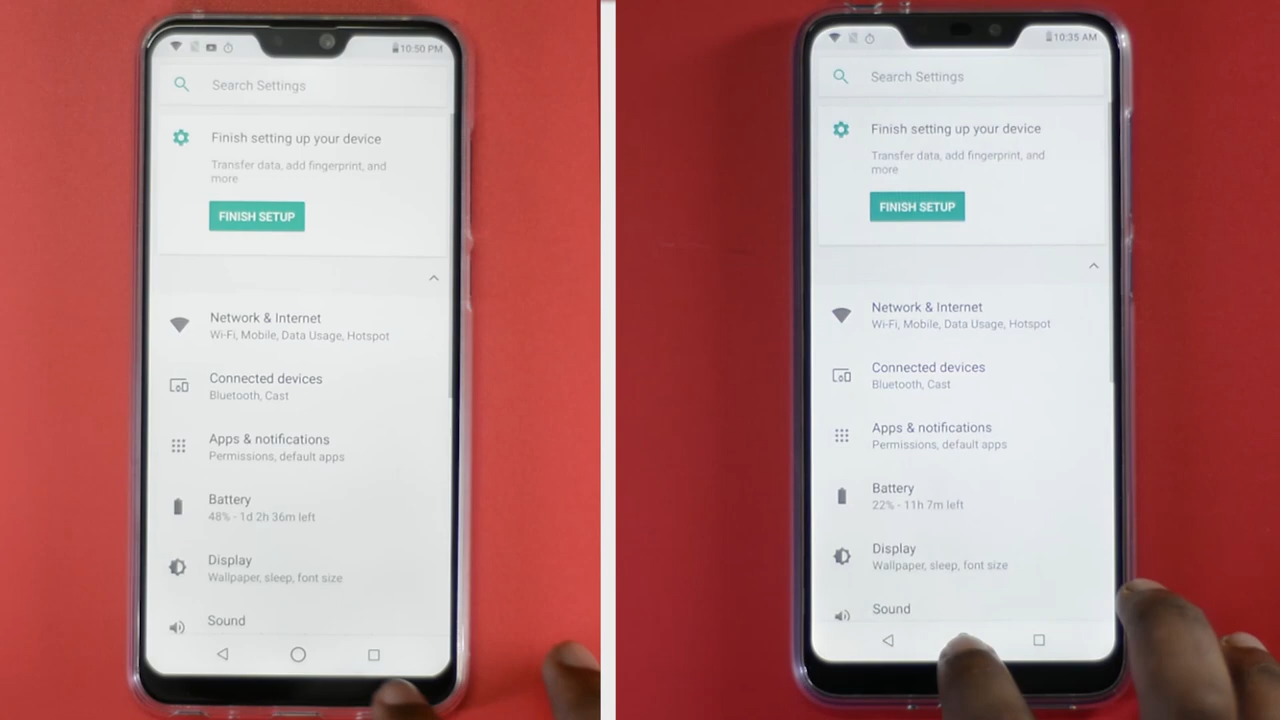 10:50 PM
Search Settings
Finish setting up your device
Transfer data, add fingerprint, and
more
FINISH SETUP
Network & Internet
Wi-Fi, Mobile, Data Usage, Hotspot
Connected devices
Bluetooth, Cast
Apps & notifications
Permissions, default apps
Battery
48% - 1d 2h 36m left
Display
Wallpaper, sleep, font size
Sound
10:35 AM
Search Settings
Finish setting up your device
Transfer data, add fingerprint, and
more
FINISH SETUP
Network & Internet
Wi-Fi, Mobile, Data Usage, Hotspot
Connected devices
Bluetooth, Cast
Apps & notifications
Permissions, default apps
Battery
22% - 11h 7m left
Display
Wallpaper, sleep, font size
Sound